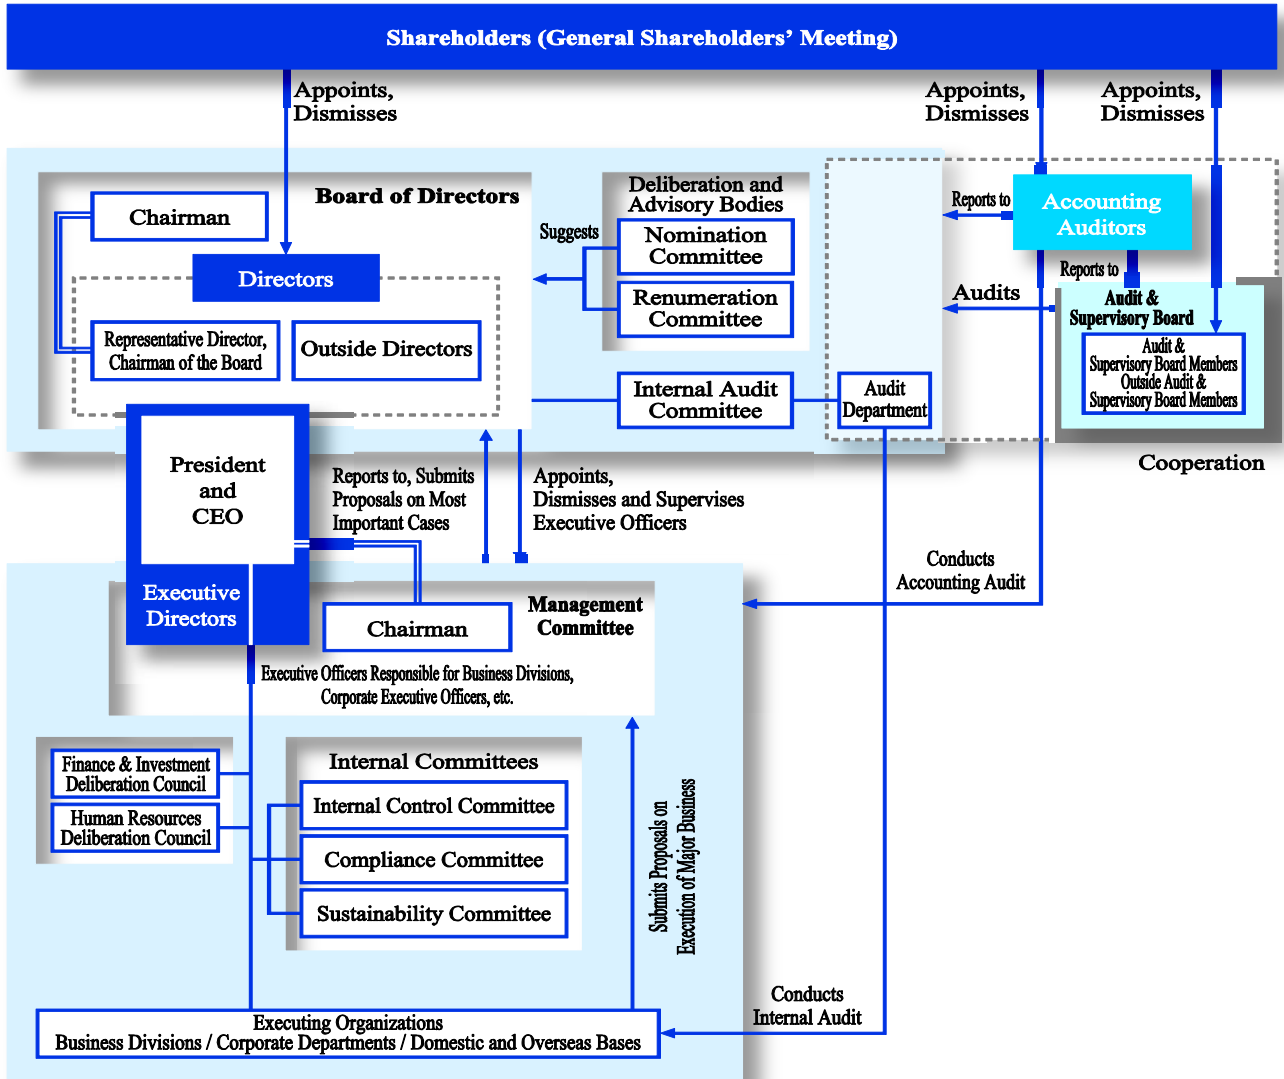 Shareholders (General Shareholders' Meeting)
Appoints,
Dismisses
Appoints,
Dismisses
Appoints,
Dismisses
Board of Directors
Chairman
Directors
Representative Director,
Chairman of the Board
Outside Directors
Suggests
Deliberation and
Advisory Bodies
Nomination
Committee
Renumeration
Committee
Internal Audit
Committee
Audit
Department
Reports to
Accounting
Auditors
Reports to
Audits
Audit &
Supervisory Board
Audit &
Supervisory Board Members
Outside Audit &
Supervisory Board Members
Cooperation
President
and
CEO
Executive
Directors
Reports to, Submits
Proposals on Most
Important Cases
Appoints,
Dismisses and Supervises
Executive Officers
Conducts
Accounting Audit
Management
Committee
Chairman
Executive Officers Responsible for Business Divisions,
Corporate Executive Officers, etc.
Finance & Investment
Deliberation Council
Human Resources
Deliberation Council
Internal Committees
Internal Control Committee
Compliance Committee
Sustainability Committee
Submits Proposals on
Execution of Major Business
Conducts
Internal Audit
Executing Organizations
Business Divisions / Corporate Departments / Domestic and Overseas Bases